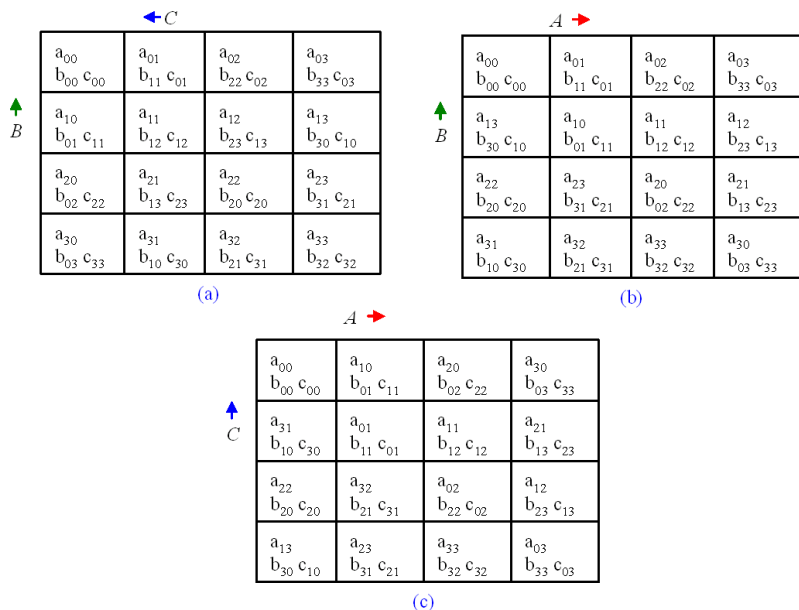 C
a₀₀ a₀₁ a₀₂ a₀₃
b₀₀ c₀₀ b₁₁ c₀₁ b₂₂ c₀₂ b₃₃ c₀₃
B
a₁₀ a₁₁ a₁₂ a₁₃
b₀₁ c₁₁ b₁₂ c₁₂ b₂₃ c₁₃ b₃₀ c₁₀
a₂₀ a₂₁ a₂₂ a₂₃
b₀₂ c₂₂ b₁₃ c₂₃ b₂₀ c₂₀ b₃₁ c₂₁
a₃₀ a₃₁ a₃₂ a₃₃
b₀₃ c₃₃ b₁₀ c₃₀ b₂₁ c₃₁ b₃₂ c₃₂
(a)
A
a₀₀ a₀₁ a₀₂ a₀₃
b₀₀ c₀₀ b₁₁ c₀₁ b₂₂ c₀₂ b₃₃ c₀₃
B
a₁₃ a₁₀ a₁₁ a₁₂
b₃₀ c₁₀ b₀₁ c₁₁ b₁₂ c₁₂ b₂₃ c₁₃
a₂₂ a₂₃ a₂₀ a₂₁
b₂₀ c₂₀ b₃₁ c₂₁ b₀₂ c₂₂ b₁₃ c₂₃
a₃₁ a₃₂ a₃₃ a₃₀
b₁₀ c₃₀ b₂₁ c₃₁ b₃₂ c₃₂ b₀₃ c₃₃
(b)
A
a₀₀ a₁₀ a₂₀ a₃₀
b₀₀ c₀₀ b₀₁ c₁₁ b₀₂ c₂₂ b₀₃ c₃₃
C
a₃₁ a₀₁ a₁₁ a₂₁
b₁₀ c₃₀ b₁₁ c₀₁ b₁₂ c₁₂ b₁₃ c₂₃
a₂₂ a₃₂ a₀₂ a₁₂
b₂₀ c₂₀ b₂₁ c₃₁ b₂₂ c₀₂ b₂₃ c₁₃
a₁₃ a₂₃ a₃₃ a₀₃
b₃₀ c₁₀ b₃₁ c₂₁ b₃₂ c₃₂ b₃₃ c₀₃
(c)